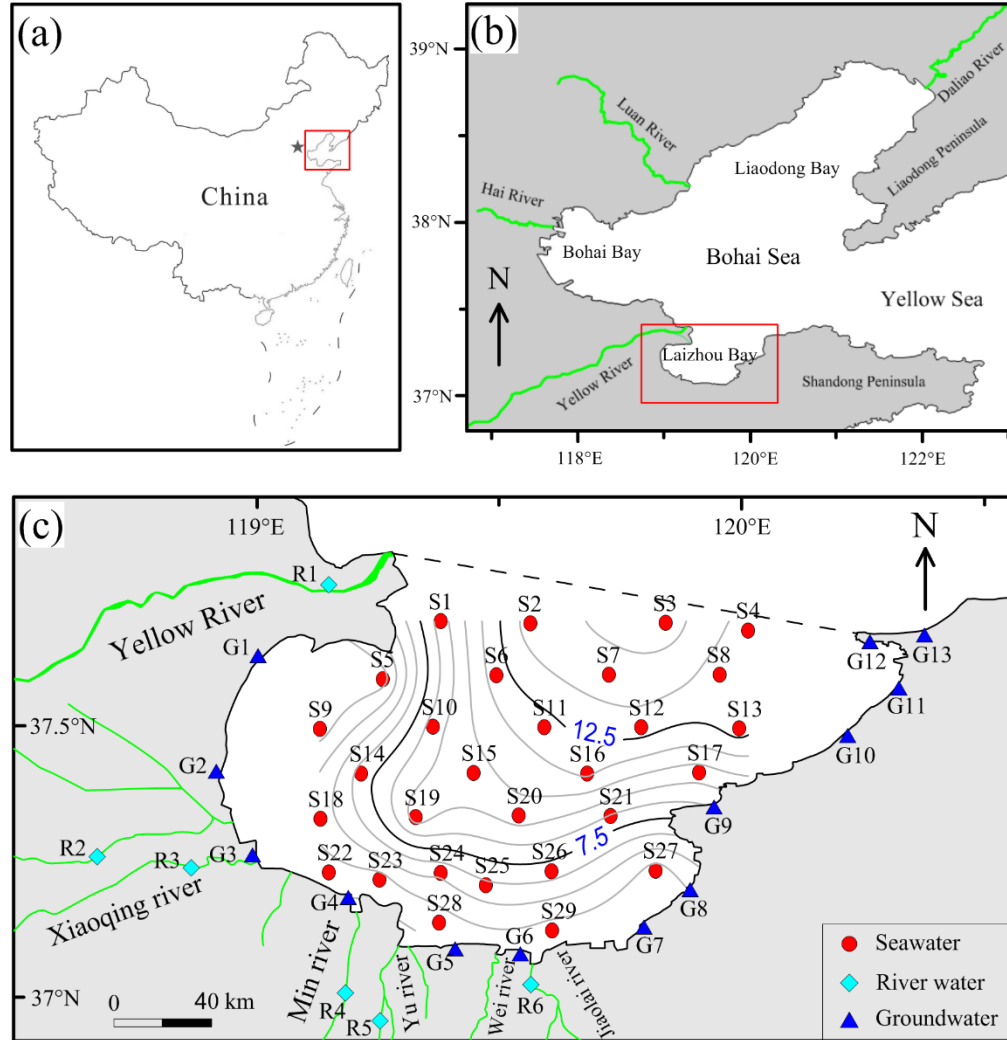 (a)
China
(b)
39°N
38°N
37°N
118°E
120°E
122°E
Luan River
Hai River
Daliao River
Liaodong Bay
Liaodong Peninsula
Bohai Bay
Bohai Sea
Yellow Sea
N
Laizhou Bay
Yellow River
Shandong Peninsula
(c)
119°E
120°E
N
37.5°N
37°N
R1
Yellow River
S1
S2
S3
S4
G1
S5
S6
S7
S8
G12
G13
G11
S9
S10
S11
S12
S13
12.5
G10
G2
S14
S15
S16
S17
S18
S19
S20
S21
G9
7.5
R2
R3
G3
Xiaoqing river
S22
S23
S24
S25
S26
S27
G4
G8
S28
S29
G7
G5
G6
Min river
Yu river
Wei river
Jiaolai river
R4
R5
R6
0 40 km
Seawater
River water
Groundwater